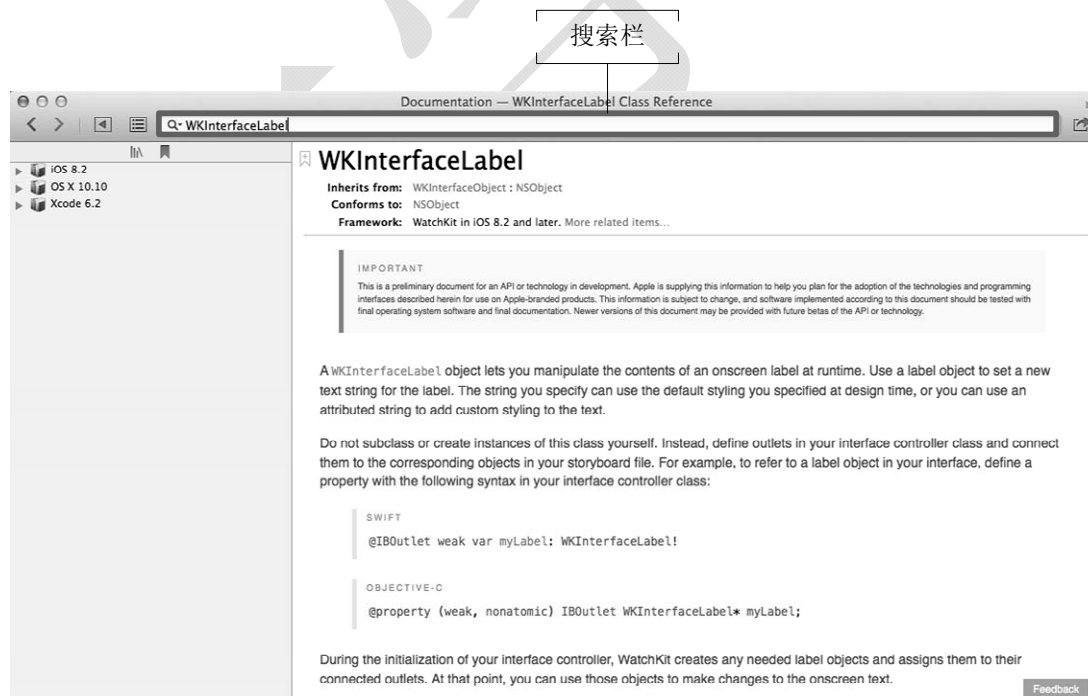 搜索栏
Documentation — WKInterfaceLabel Class Reference
WKInterfaceLabel
iOS 8.2
OS X 10.10
Xcode 6.2
WKInterfaceLabel
Inherits from: WKInterfaceObject : NSObject
Conforms to: NSObject
Framework: WatchKit in iOS 8.2 and later. More related items...
IMPORTANT
This is a preliminary document for an API or technology in development. Apple is supplying this information to help you plan for the adoption of the technologies and programming
interfaces described herein for use on Apple-branded products. This information is subject to change, and software implemented according to this document should be tested with
final operating system software and final documentation. Newer versions of this document may be provided with future betas of the API or technology.
A WKInterfaceLabel object lets you manipulate the contents of an onscreen label at runtime. Use a label object to set a new
text string for the label. The string you specify can use the default styling you specified at design time, or you can use an
attributed string to add custom styling to the text.
Do not subclass or create instances of this class yourself. Instead, define outlets in your interface controller class and connect
them to the corresponding objects in your storyboard file. For example, to refer to a label object in your interface, define a
property with the following syntax in your interface controller class:
SWIFT
@IBOutlet weak var myLabel: WKInterfaceLabel!
OBJECTIVE-C
@property (weak, nonatomic) IBOutlet WKInterfaceLabel* myLabel;
During the initialization of your interface controller, WatchKit creates any needed label objects and assigns them to their
connected outlets. At that point, you can use those objects to make changes to the onscreen text.
Feedback